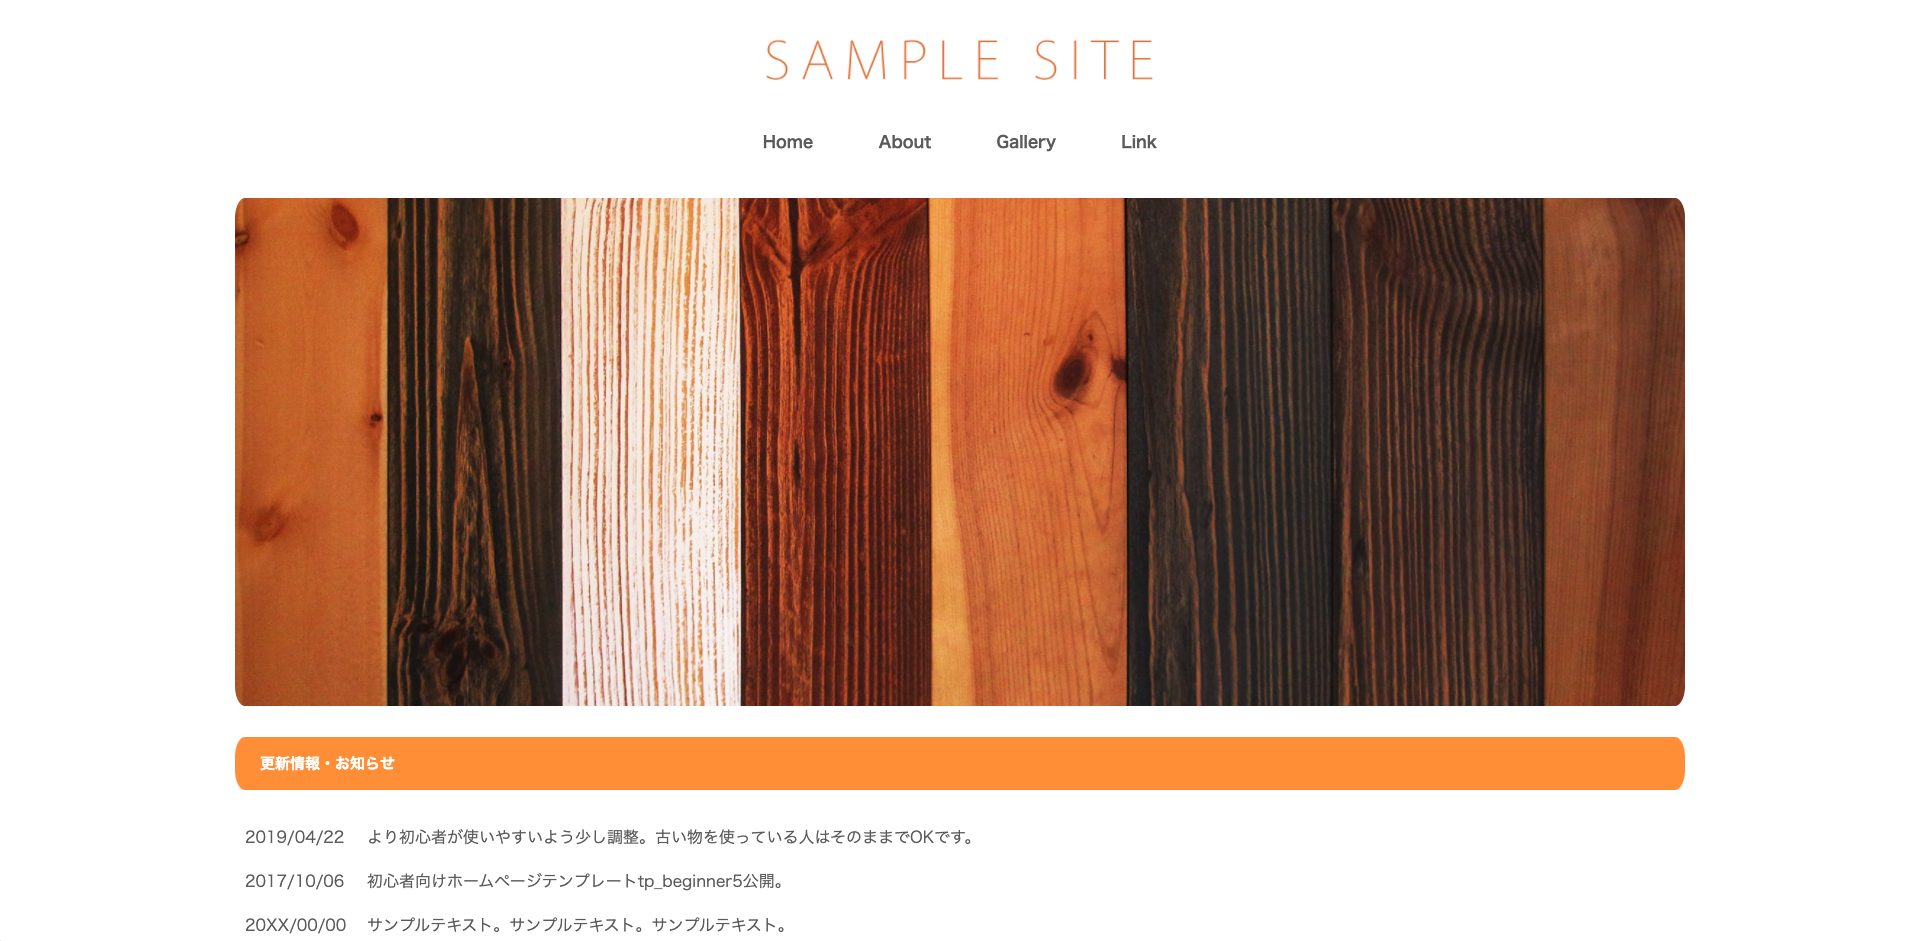 SAMPLE SITE
Home About Gallery Link
更新情報・お知らせ
2019/04/22 より初心者が使いやすいよう少し調整。古い物を使っている人はそのままでOKです。
2017/10/06 初心者向けホームページテンプレートtp_beginner5公開。
20XX/00/00 サンプルテキスト。サンプルテキスト。サンプルテキスト。